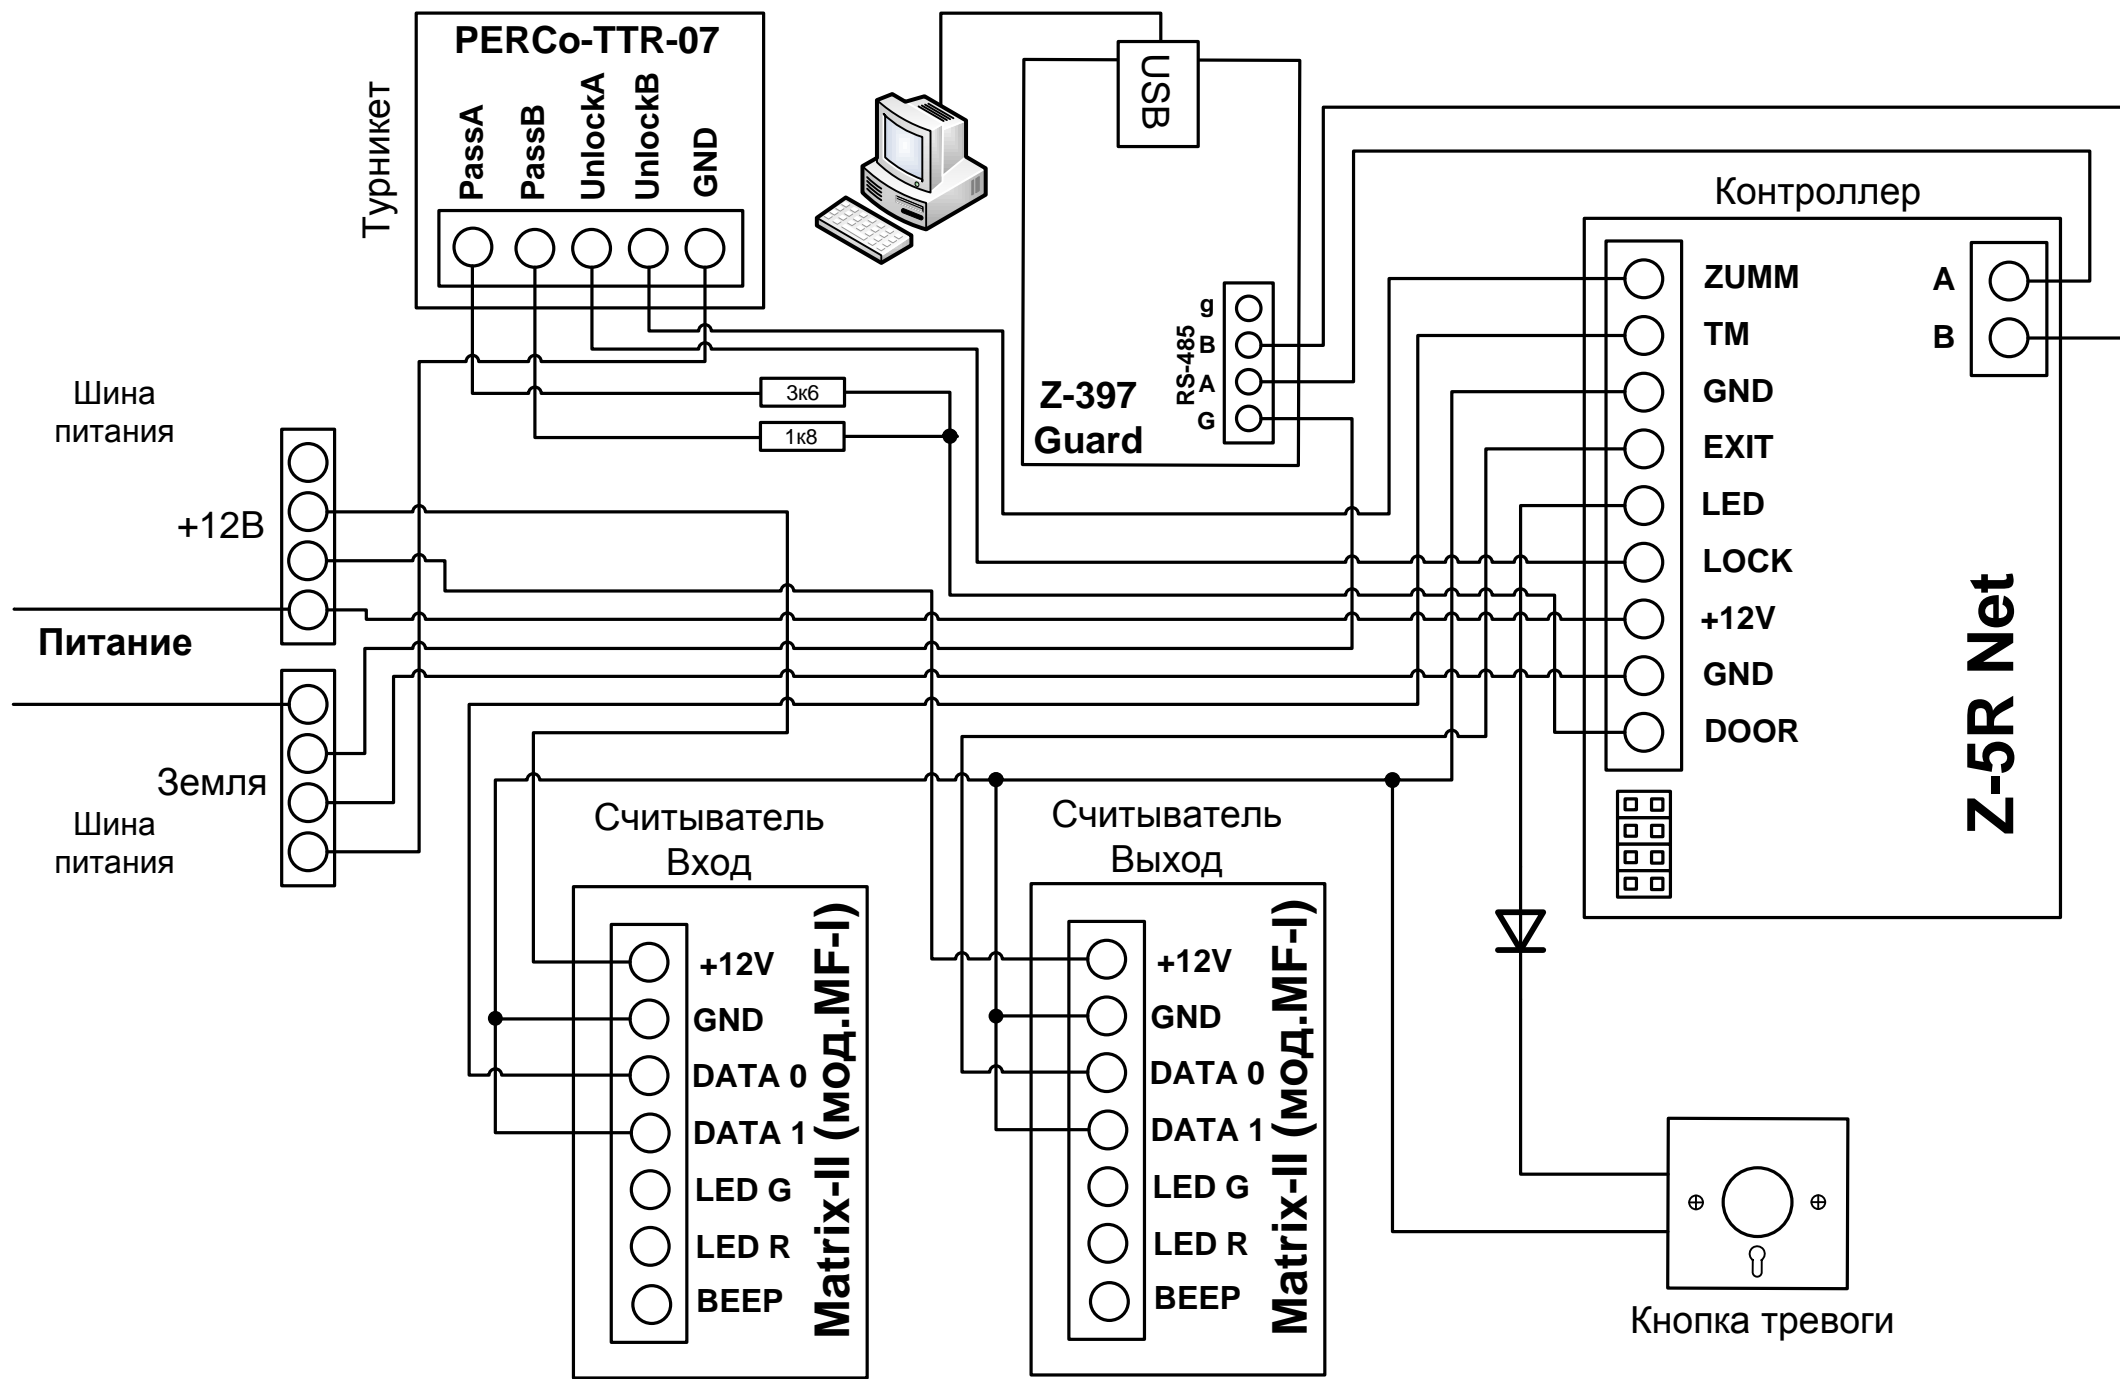 PERCo-TTR-07
PassA
PassB
UnlockA
UnlockB
GND
Турникет
USB
g
B
A
G
RS-485
Z-397
Guard
Контроллер
ZUMM
TM
GND
EXIT
LED
LOCK
+12V
GND
DOOR
A
B
Z-5R Net
3к6
1к8
Шина
питания
+12В
Питание
Земля
Шина
питания
Считыватель
Вход
+12V
GND
DATA 0
DATA 1
LED G
LED R
BEEP
Matrix-II (мод.MF-I)
Считыватель
Выход
+12V
GND
DATA 0
DATA 1
LED G
LED R
BEEP
Matrix-II (мод.MF-I)
Кнопка тревоги